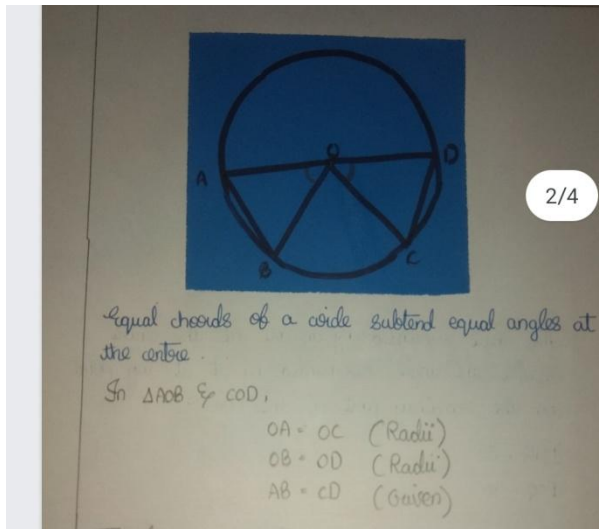 O
A
D
B
C
2/4
Equal chords of a circle subtend equal angles at
the centre.
In ΔAOB & COD,
OA = OC (Radii)
OB = OD (Radii)
AB = CD (Gaisen)